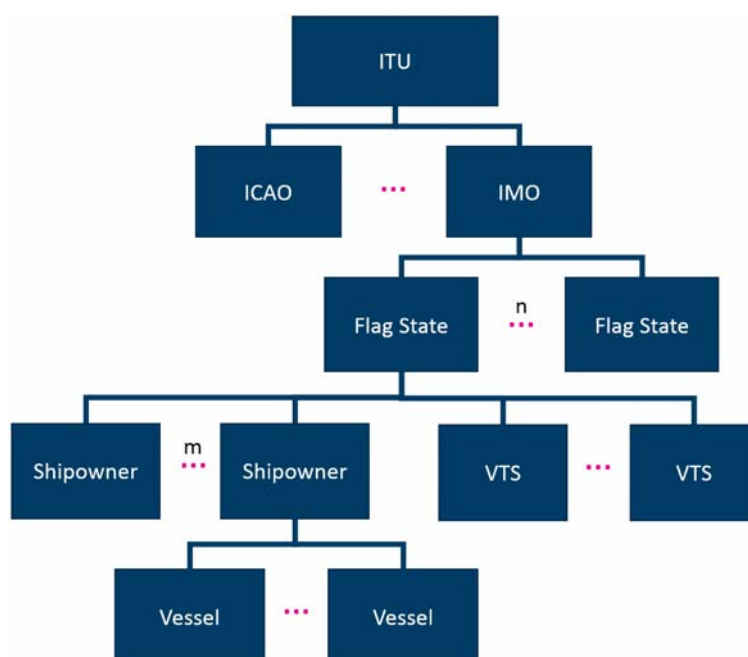 ITU
ICAO ... IMO
n
Flag State ... Flag State
m
Shipowner ... Shipowner VTS ... VTS
Vessel ... Vessel